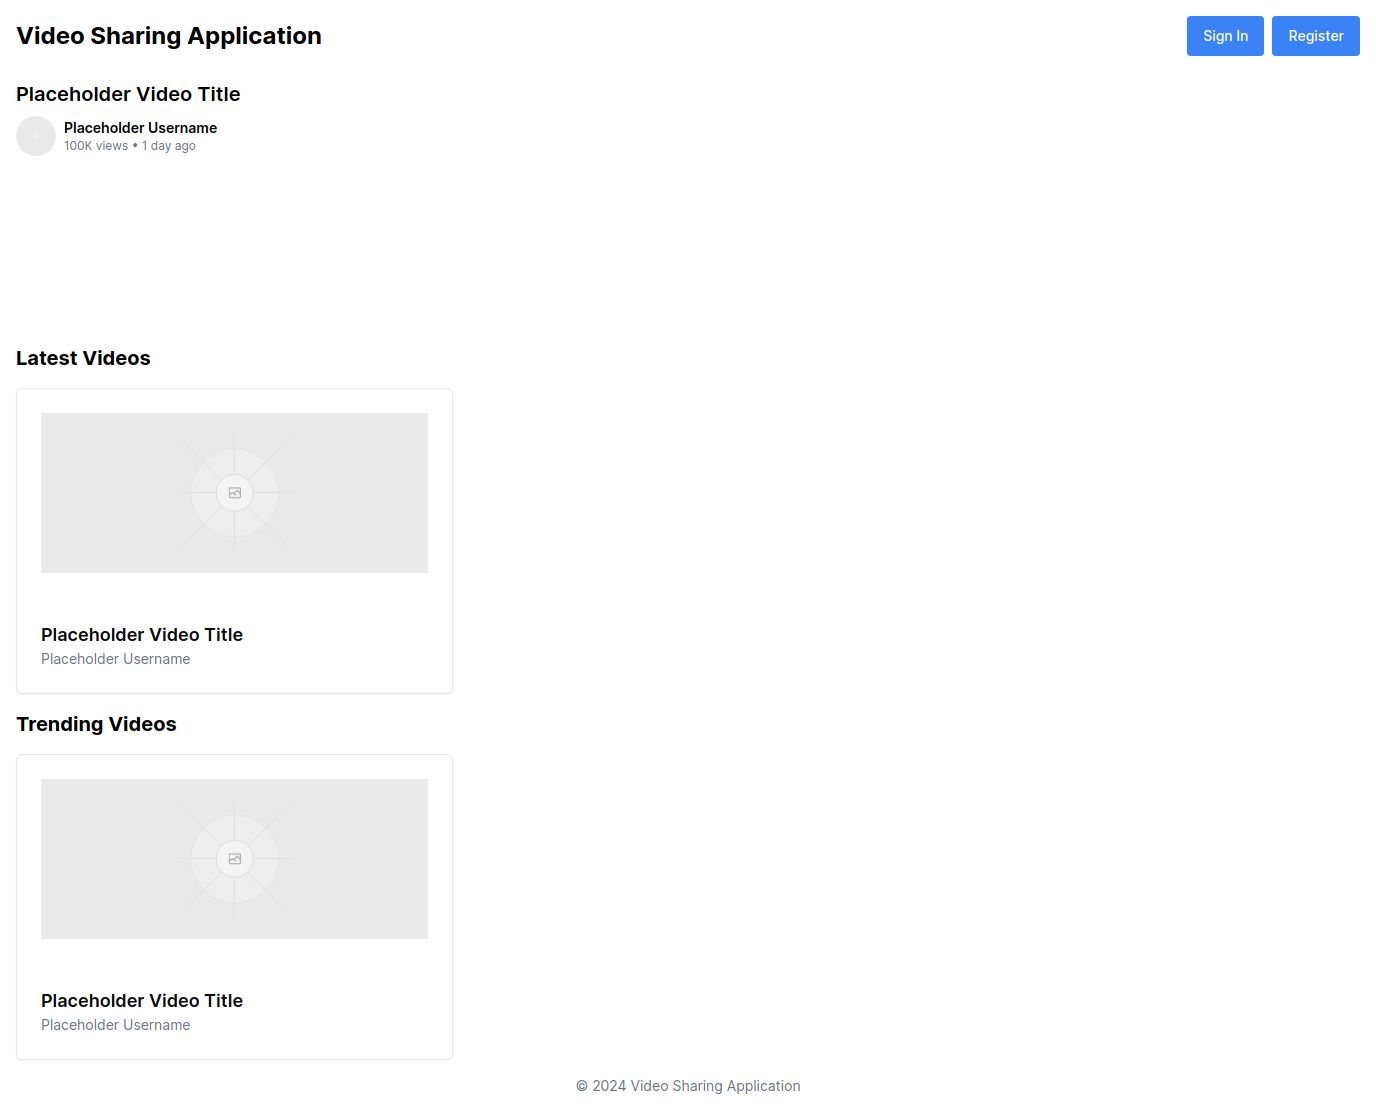 Video Sharing Application
Sign In
Register
Placeholder Video Title
Placeholder Username
100K views • 1 day ago
Latest Videos
Placeholder Video Title
Placeholder Username
Trending Videos
Placeholder Video Title
Placeholder Username
© 2024 Video Sharing Application